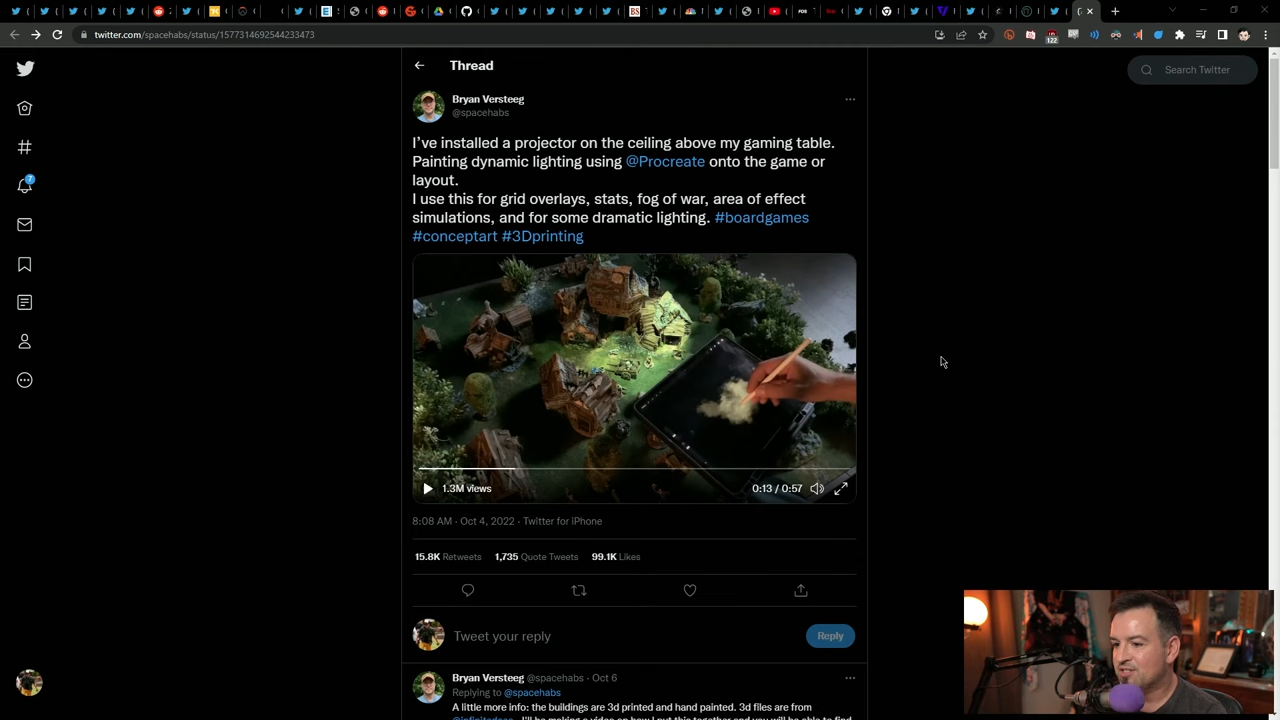 twitter.com/spacehabs/status/1577314692544233473
122
Thread
Search Twitter
Bryan Versteeg
@spacehabs
7
I've installed a projector on the ceiling above my gaming table.
Painting dynamic lighting using @Procreate onto the game or
layout.
I use this for grid overlays, stats, fog of war, area of effect
simulations, and for some dramatic lighting. #boardgames
#conceptart #3Dprinting
1.3M views
0:13 / 0:57
8:08 AM · Oct 4, 2022 · Twitter for iPhone
15.8K Retweets 1,735 Quote Tweets 99.1K Likes
Tweet your reply
Reply
Bryan Versteeg @spacehabs · Oct 6
Replying to @spacehabs
A little more info: the buildings are 3d printed and hand painted. 3d files are from